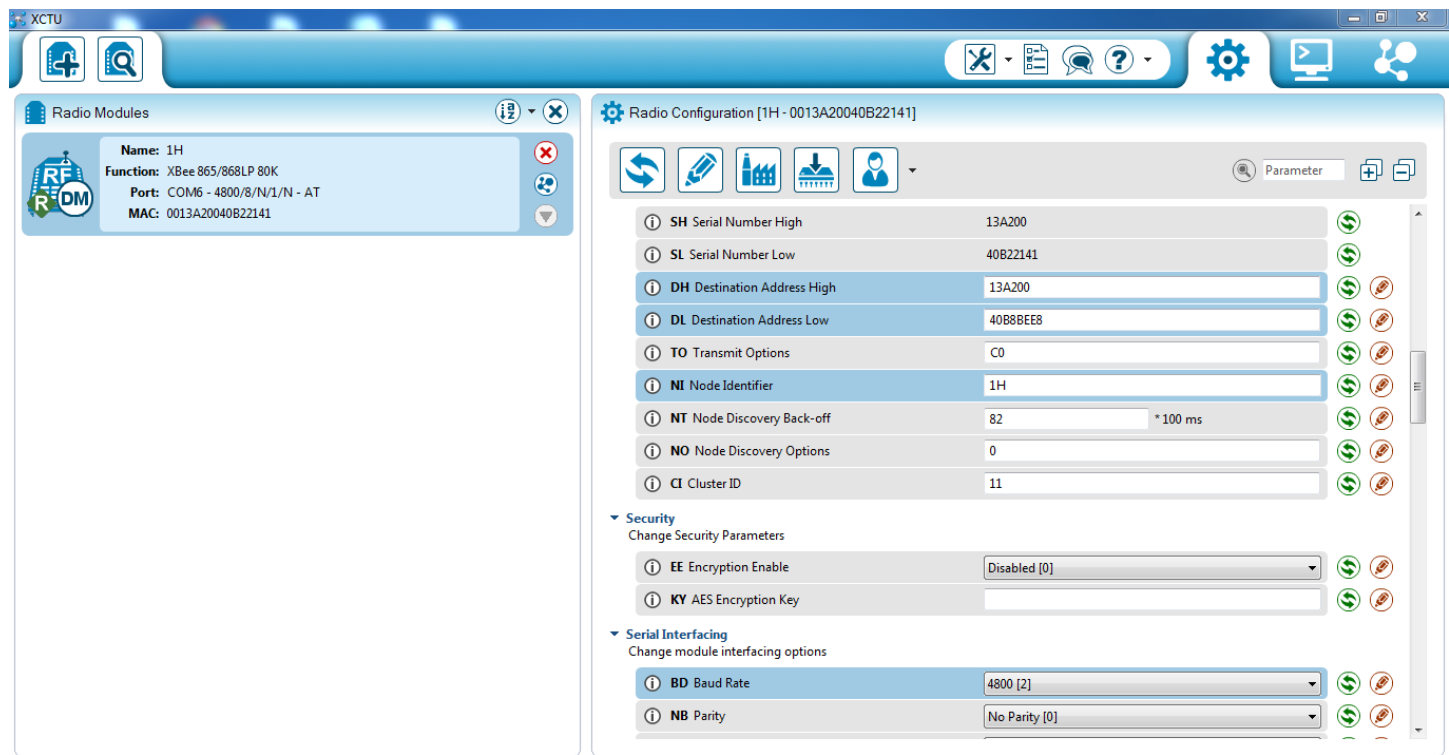 XCTU
Radio Modules
Name: 1H
Function: XBee 865/868LP 80K
Port: COM6 - 4800/8/N/1/N - AT
MAC: 0013A20040B22141
Radio Configuration [1H - 0013A20040B22141]
Parameter
SH Serial Number High 13A200
SL Serial Number Low 40B22141
DH Destination Address High 13A200
DL Destination Address Low 40B8BEE8
TO Transmit Options C0
NI Node Identifier 1H
NT Node Discovery Back-off 82 * 100 ms
NO Node Discovery Options 0
CI Cluster ID 11
Security
Change Security Parameters
EE Encryption Enable Disabled [0]
KY AES Encryption Key
Serial Interfacing
Change module interfacing options
BD Baud Rate 4800 [2]
NB Parity No Parity [0]